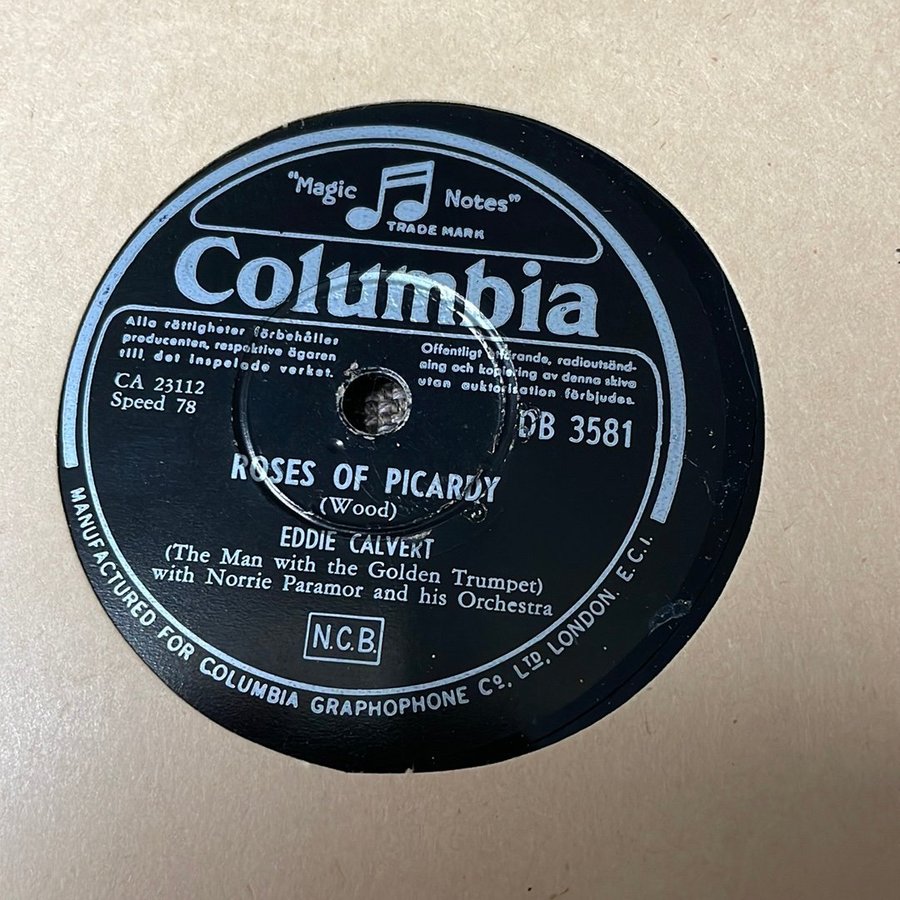 "Magic Notes"
TRADE MARK
Columbia
Alla rättigheter förbehålles
producenten, respektive ägaren
till det inspelade verket.
Offentligt utförande, radioutsänd-
ning och kopiering av denna skiva
utan auktorisation förbjudes.
CA 23112
Speed 78
DB 3581
ROSES OF PICARDY
(Wood)
EDDIE CALVERT
(The Man with the Golden Trumpet)
with Norrie Paramor and his Orchestra
N.C.B.
MANUFACTURED FOR COLUMBIA GRAPHOPHONE Cº. LTD. LONDON. E.C.1.